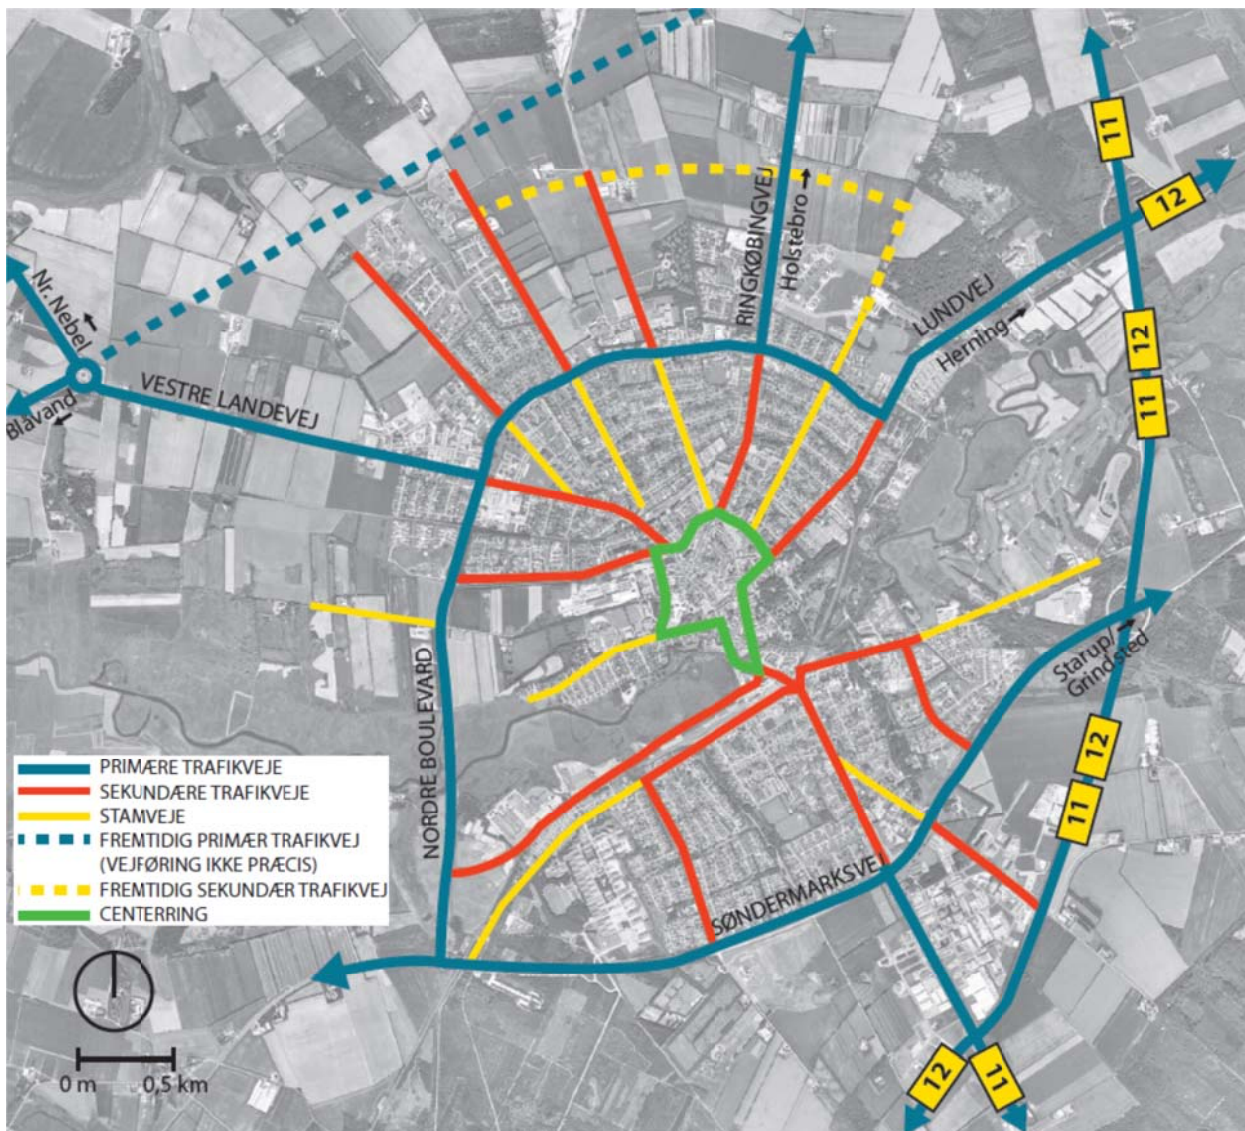 11
12
RINGKØBINGVEJ
Holstebro
LUNDVEJ
Herning
12
11
Nr. Nebel
VESTRE LANDEVEJ
Blåvand
Starup/
Grindsted
12
11
NORDRE BOULEVARD
SØNDERMARKSVEJ
PRIMÆRE TRAFIKVEJE
SEKUNDÆRE TRAFIKVEJE
STAMVEJE
FREMTIDIG PRIMÆR TRAFIKVEJ
(VEJFØRING IKKE PRÆCIS)
FREMTIDIG SEKUNDÆR TRAFIKVEJ
CENTERRING
0 m 0,5 km
12
11